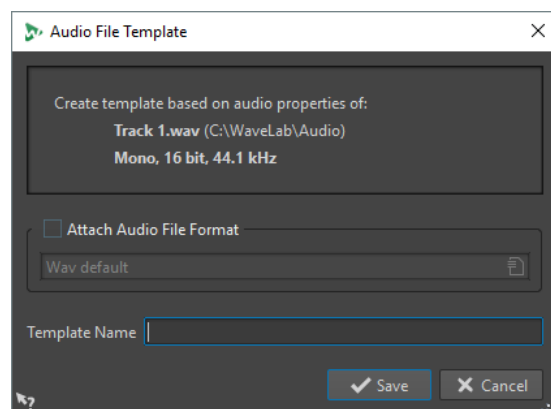 Audio File Template
Create template based on audio properties of:
Track 1.wav (C:\WaveLab\Audio)
Mono, 16 bit, 44.1 kHz
Attach Audio File Format
Wav default
Template Name
Save Cancel